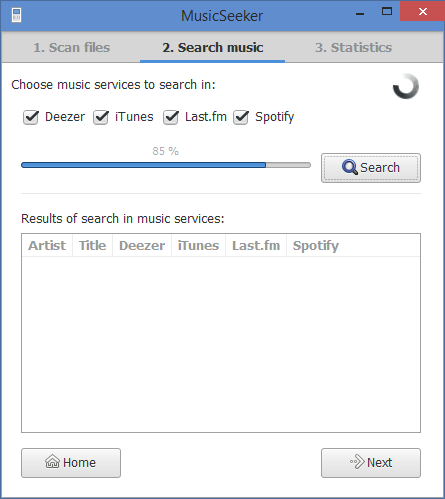 MusicSeeker
1. Scan files 2. Search music 3. Statistics
Choose music services to search in:
Deezer iTunes Last.fm Spotify
85 %
Search
Results of search in music services:
Artist Title Deezer iTunes Last.fm Spotify
Home Next